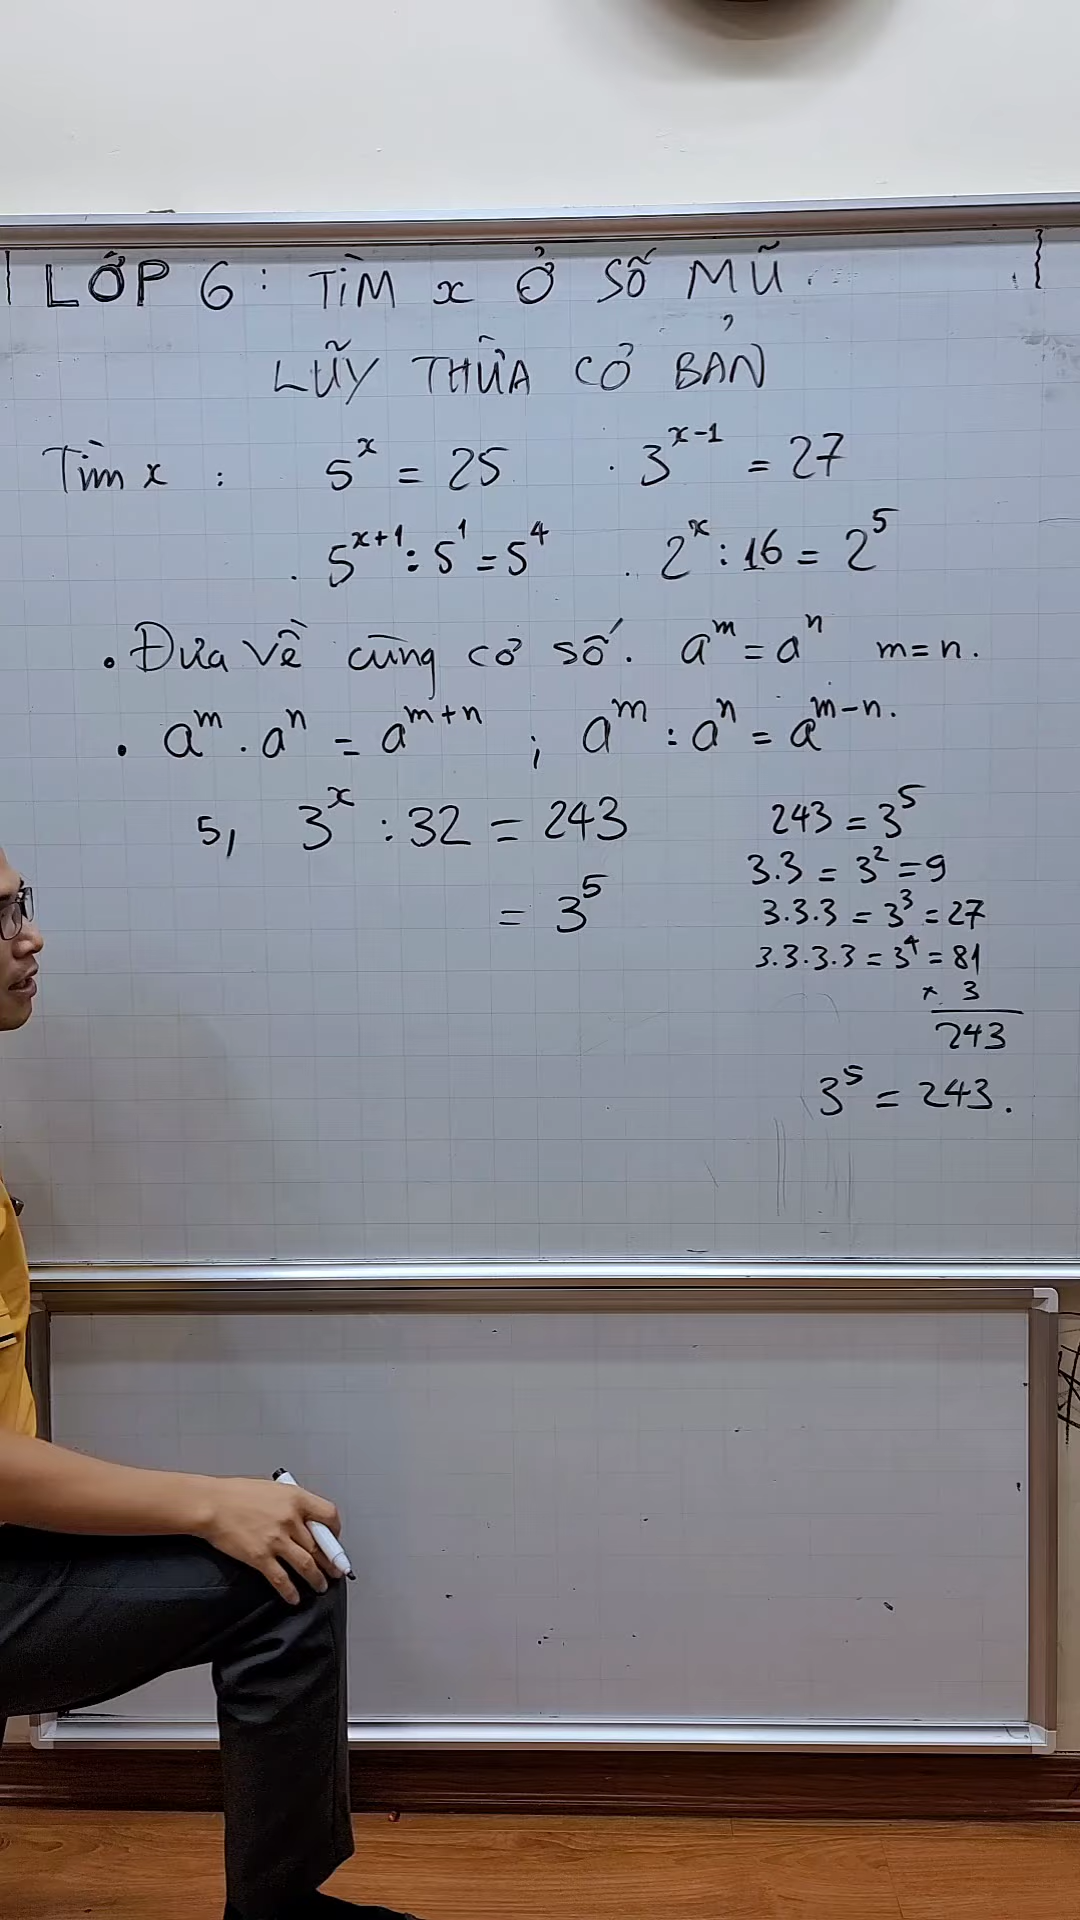 LỚP 6 : TÌM x Ở SỐ MŨ
LŨY THỪA CƠ BẢN
Tìm x : 5^x = 25 · 3^{x-1} = 27
. 5^{x+1} : 5^1 = 5^4 . 2^x : 16 = 2^5
• Đưa về cùng cơ số. a^m = a^n m = n.
• a^m . a^n = a^{m+n} ; a^m : a^n = a^{m-n}.
5, 3^x : 32 = 243
= 3^5
243 = 3^5
3.3 = 3^2 = 9
3.3.3 = 3^3 = 27
3.3.3.3 = 3^4 = 81
× 3
243
3^5 = 243.